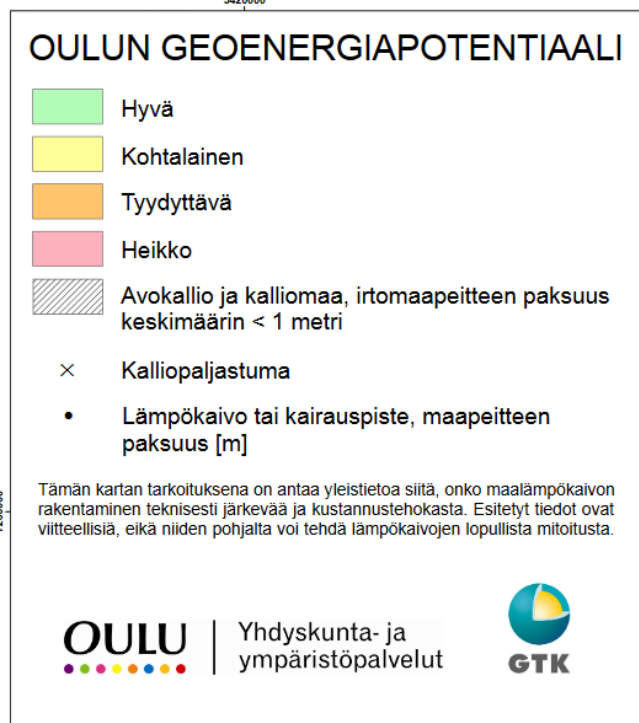 3420000
OULUN GEOENERGIAPOTENTIAALI
Hyvä
Kohtalainen
Tyydyttävä
Heikko
Avokallio ja kalliomaa, irtomaapeitteen paksuus
keskimäärin < 1 metri
Kalliopaljastuma
Lämpökaivo tai kairauspiste, maapeitteen
paksuus [m]
Tämän kartan tarkoituksena on antaa yleistietoa siitä, onko maalämpökaivon
rakentaminen teknisesti järkevää ja kustannustehokasta. Esitetyt tiedot ovat
viitteellisiä, eikä niiden pohjalta voi tehdä lämpökaivojen lopullista mitoitusta.
OULU
Yhdyskunta- ja
ympäristöpalvelut
GTK